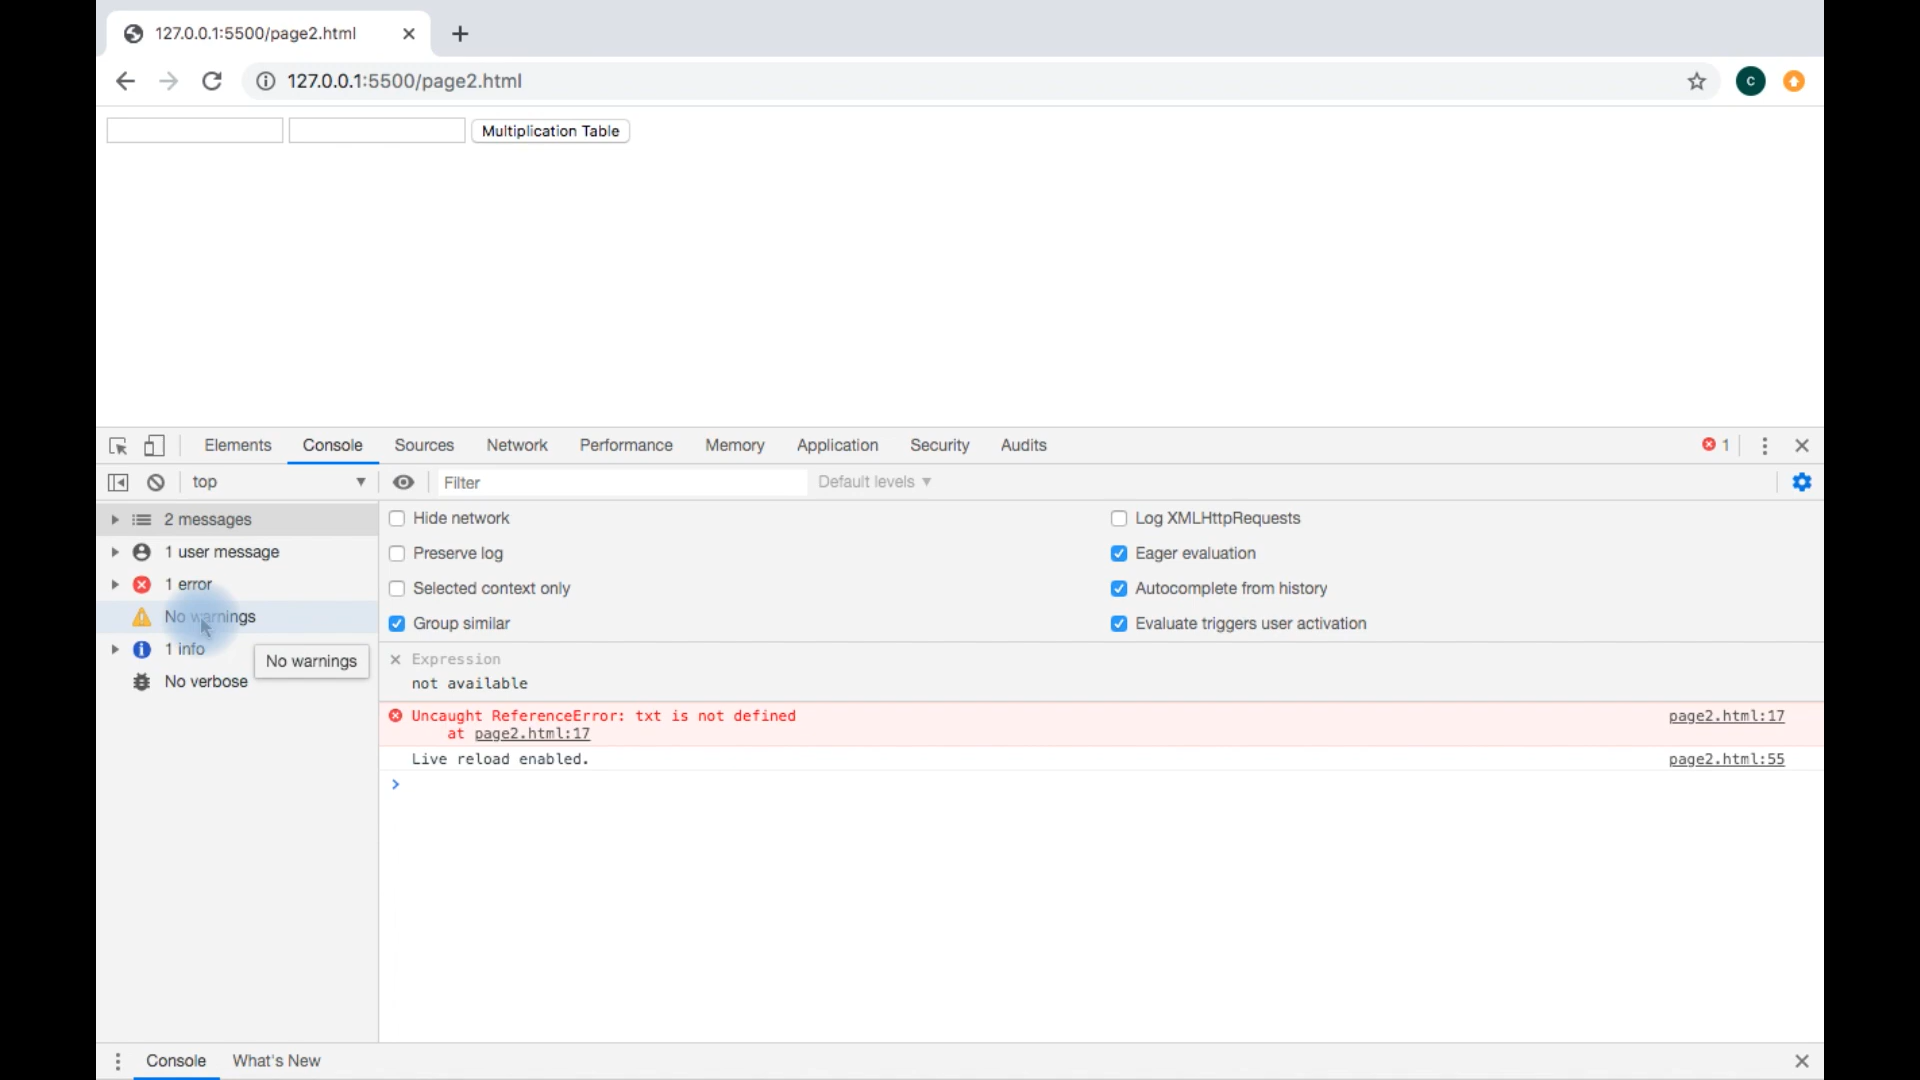 127.0.0.1:5500/page2.html
127.0.0.1:5500/page2.html
C
Multiplication Table
Elements Console Sources Network Performance Memory Application Security Audits 1
top Filter Default levels
2 messages
1 user message
1 error
No warnings
1 info
No verbose
No warnings
Hide network Log XMLHttpRequests
Preserve log Eager evaluation
Selected context only Autocomplete from history
Group similar Evaluate triggers user activation
Expression
not available
Uncaught ReferenceError: txt is not defined page2.html:17
at page2.html:17
Live reload enabled. page2.html:55
Console What's New